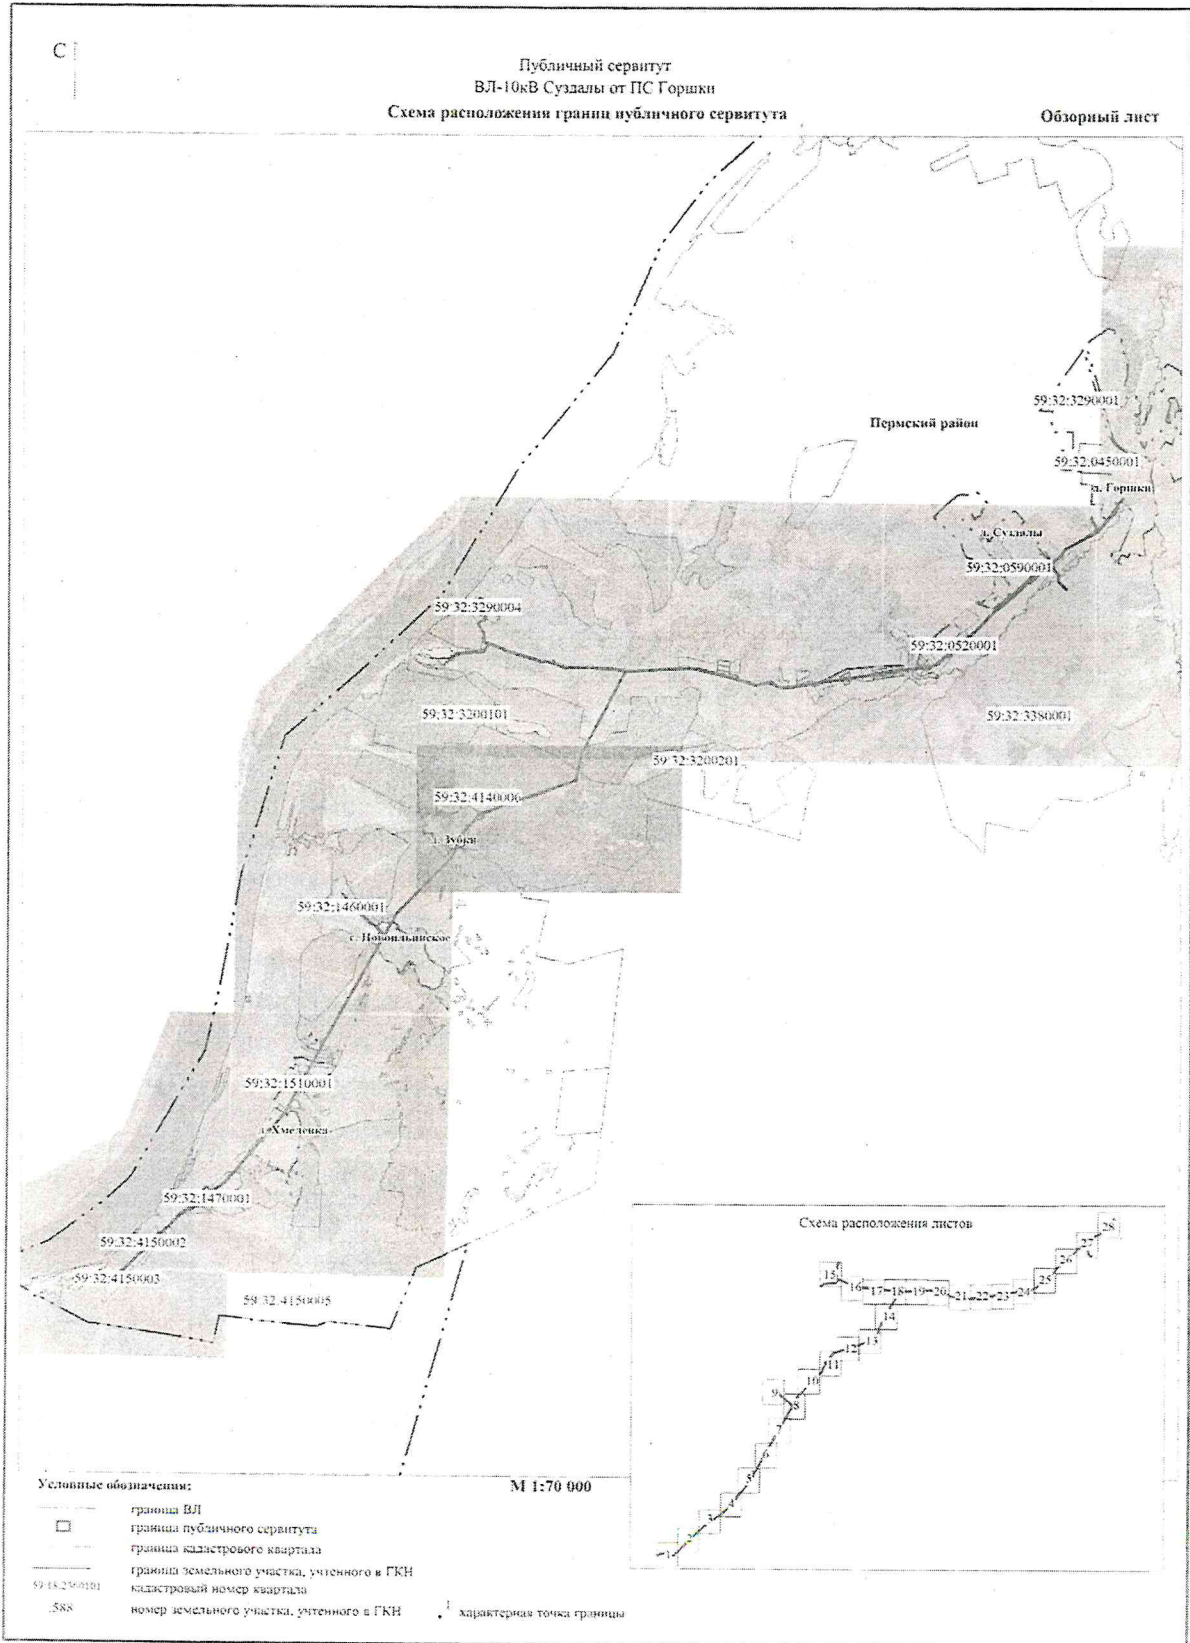 С
Публичный сервитут
ВЛ-10кВ Суздалы от ПС Горшки
Схема расположения границ публичного сервитута
Обзорный лист
59:32:3290001
Пермский район
59:32:0450001
д. Горшки
д. Суздалы
59:32:0590001
59:32:3290004
59:32:0520001
59:32:3200101
59:32:3380001
59:32:3200201
59:32:4140006
д. Зубки
59:32:1460001
с. Новоильинское
59:32:1510001
д. Хмелевка
59:32:1470001
59:32:4150002
59:32:4150003
59:32:4150005
Схема расположения листов
28
27
26
25
15
16 17 18 19 20 21 22 23 24
14
13
12
11
10
9
8
7
6
5
4
3
2
1
Условные обозначения:
М 1:70 000
граница ВЛ
граница публичного сервитута
граница кадастрового квартала
граница земельного участка, учтенного в ГКН
кадастровый номер квартала
:588 номер земельного участка, учтенного в ГКН
1 характерная точка границы